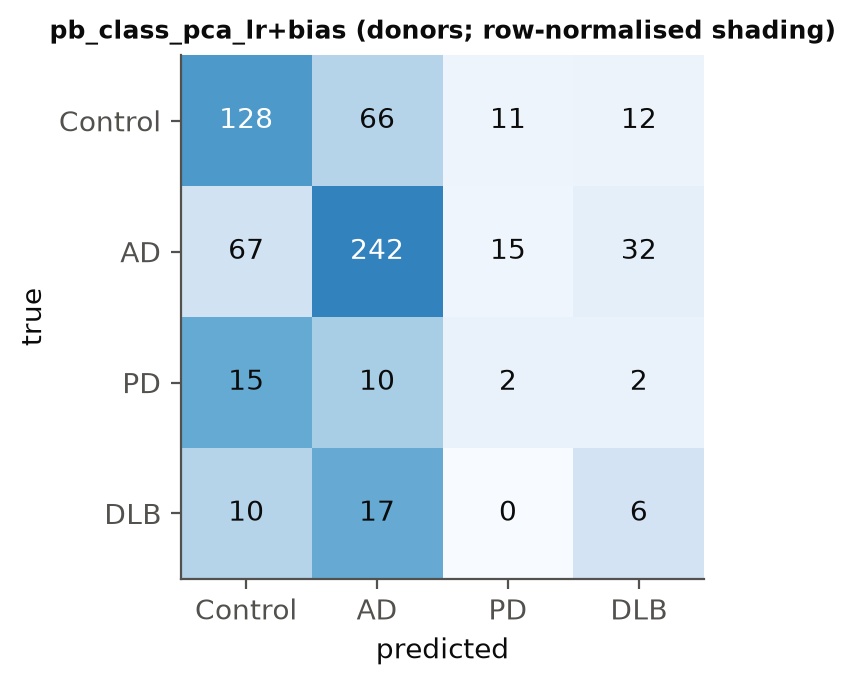 pb_class_pca_lr+bias (donors; row-normalised shading)
Control 128 66 11 12
AD 67 242 15 32
PD 15 10 2 2
DLB 10 17 0 6
Control AD PD DLB
predicted
true